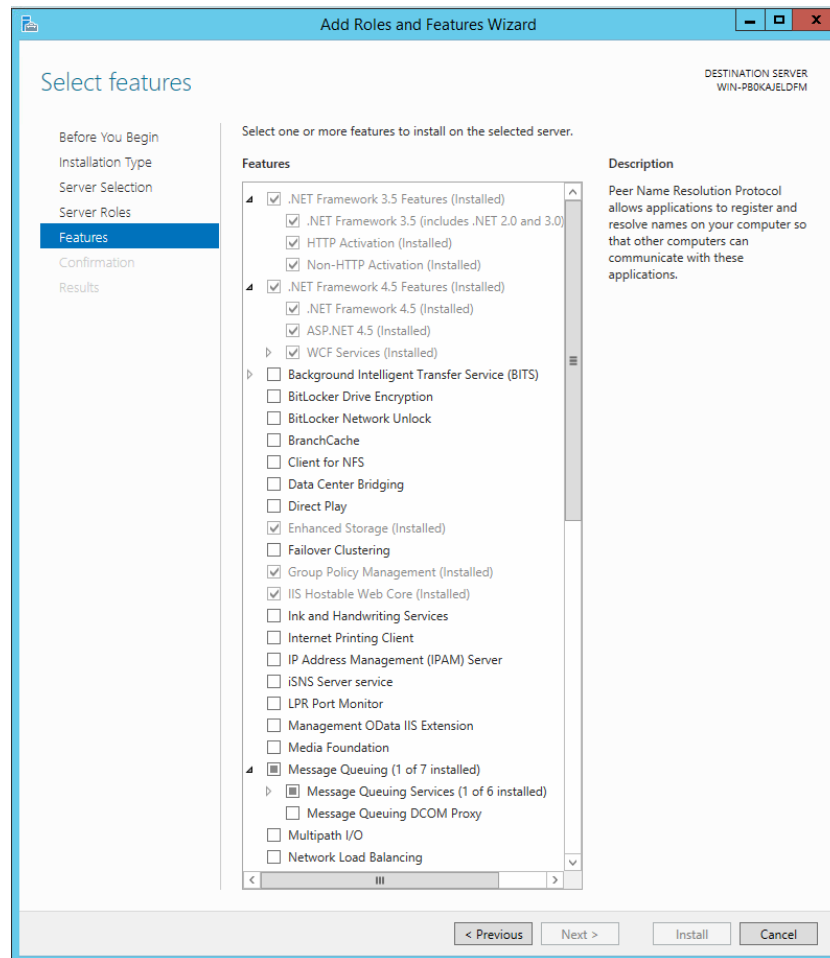 Add Roles and Features Wizard
Select features
DESTINATION SERVER
WIN-PB0KAJELDFM
Before You Begin
Installation Type
Server Selection
Server Roles
Features
Confirmation
Results
Select one or more features to install on the selected server.
Features
.NET Framework 3.5 Features (Installed)
.NET Framework 3.5 (includes .NET 2.0 and 3.0)
HTTP Activation (Installed)
Non-HTTP Activation (Installed)
.NET Framework 4.5 Features (Installed)
.NET Framework 4.5 (Installed)
ASP.NET 4.5 (Installed)
WCF Services (Installed)
Background Intelligent Transfer Service (BITS)
BitLocker Drive Encryption
BitLocker Network Unlock
BranchCache
Client for NFS
Data Center Bridging
Direct Play
Enhanced Storage (Installed)
Failover Clustering
Group Policy Management (Installed)
IIS Hostable Web Core (Installed)
Ink and Handwriting Services
Internet Printing Client
IP Address Management (IPAM) Server
iSNS Server service
LPR Port Monitor
Management OData IIS Extension
Media Foundation
Message Queuing (1 of 7 installed)
Message Queuing Services (1 of 6 installed)
Message Queuing DCOM Proxy
Multipath I/O
Network Load Balancing
Description
Peer Name Resolution Protocol
allows applications to register and
resolve names on your computer so
that other computers can
communicate with these
applications.
< Previous
Next >
Install
Cancel